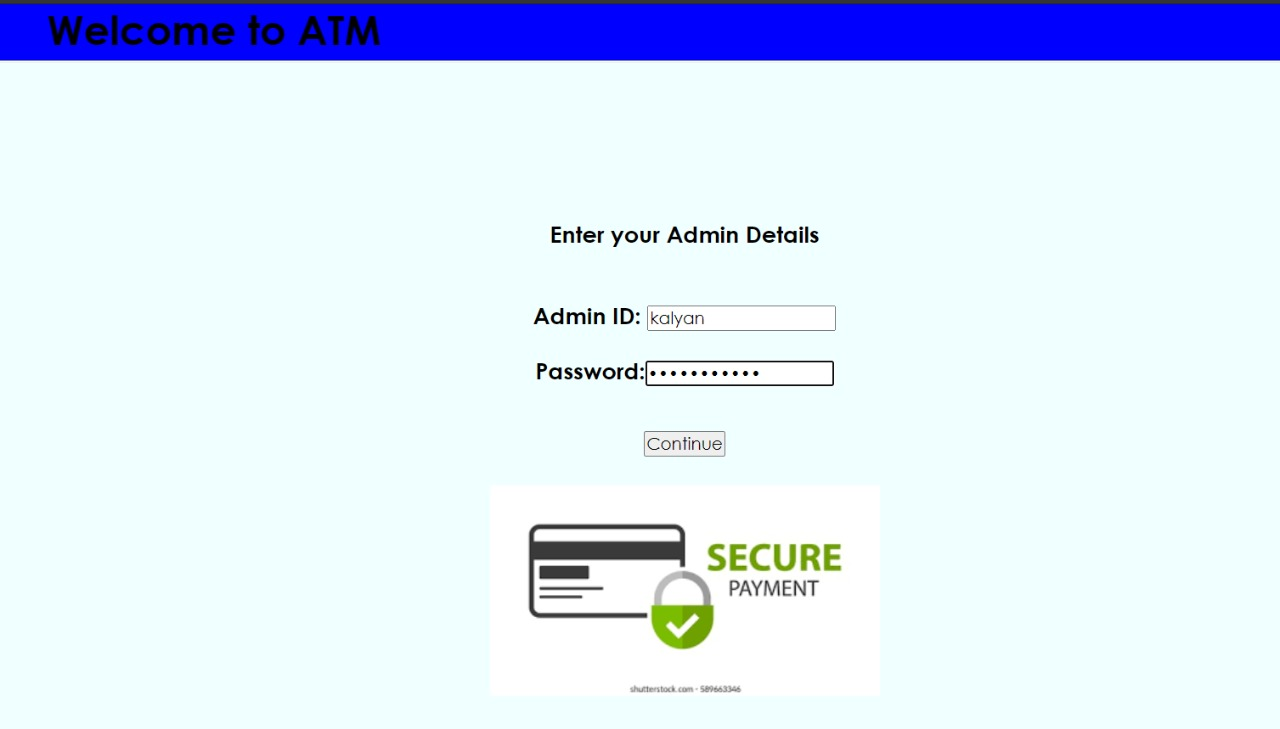 Welcome to ATM
Enter your Admin Details
Admin ID: kalyan
Password:•••••••••••
Continue
SECURE
PAYMENT
shutterstock.com - 589663346